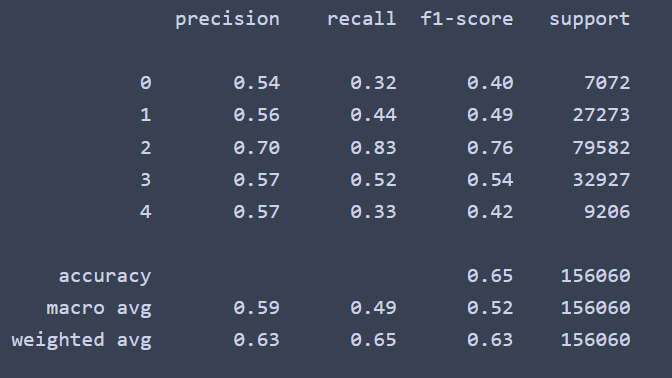 precision recall f1-score support
0 0.54 0.32 0.40 7072
1 0.56 0.44 0.49 27273
2 0.70 0.83 0.76 79582
3 0.57 0.52 0.54 32927
4 0.57 0.33 0.42 9206
accuracy 0.65 156060
macro avg 0.59 0.49 0.52 156060
weighted avg 0.63 0.65 0.63 156060